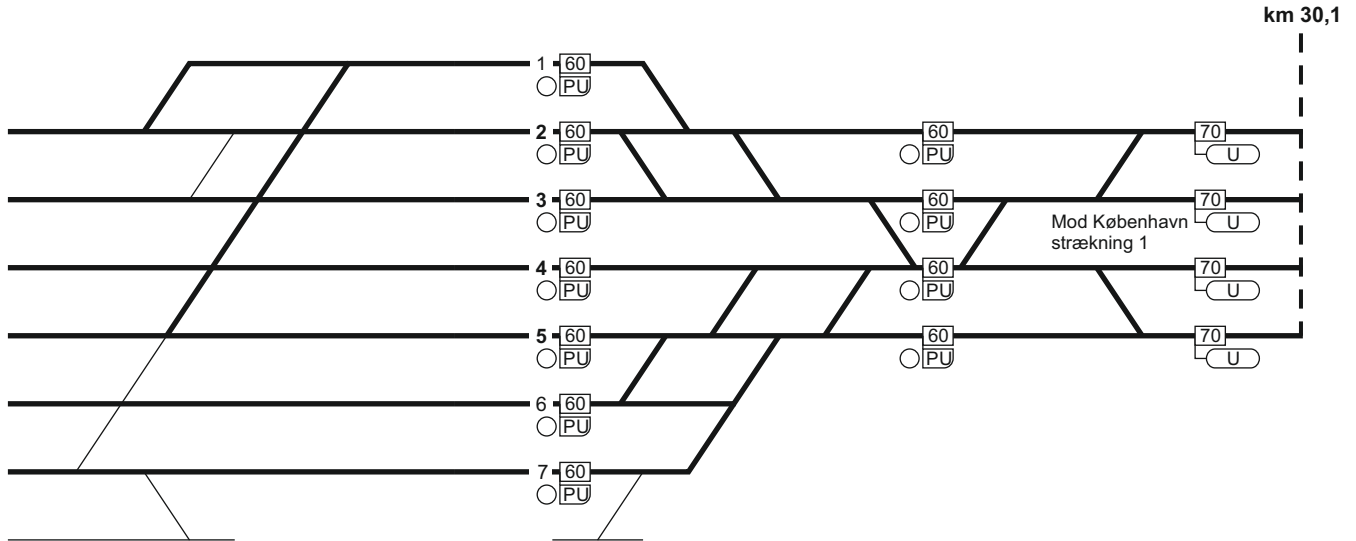 km 30,1
1 60
PU
2 60 60 70
PU PU U
3 60 60 70
PU PU U
Mod København
strækning 1
4 60 60 70
PU PU U
5 60 60 70
PU PU U
6 60
PU
7 60
PU